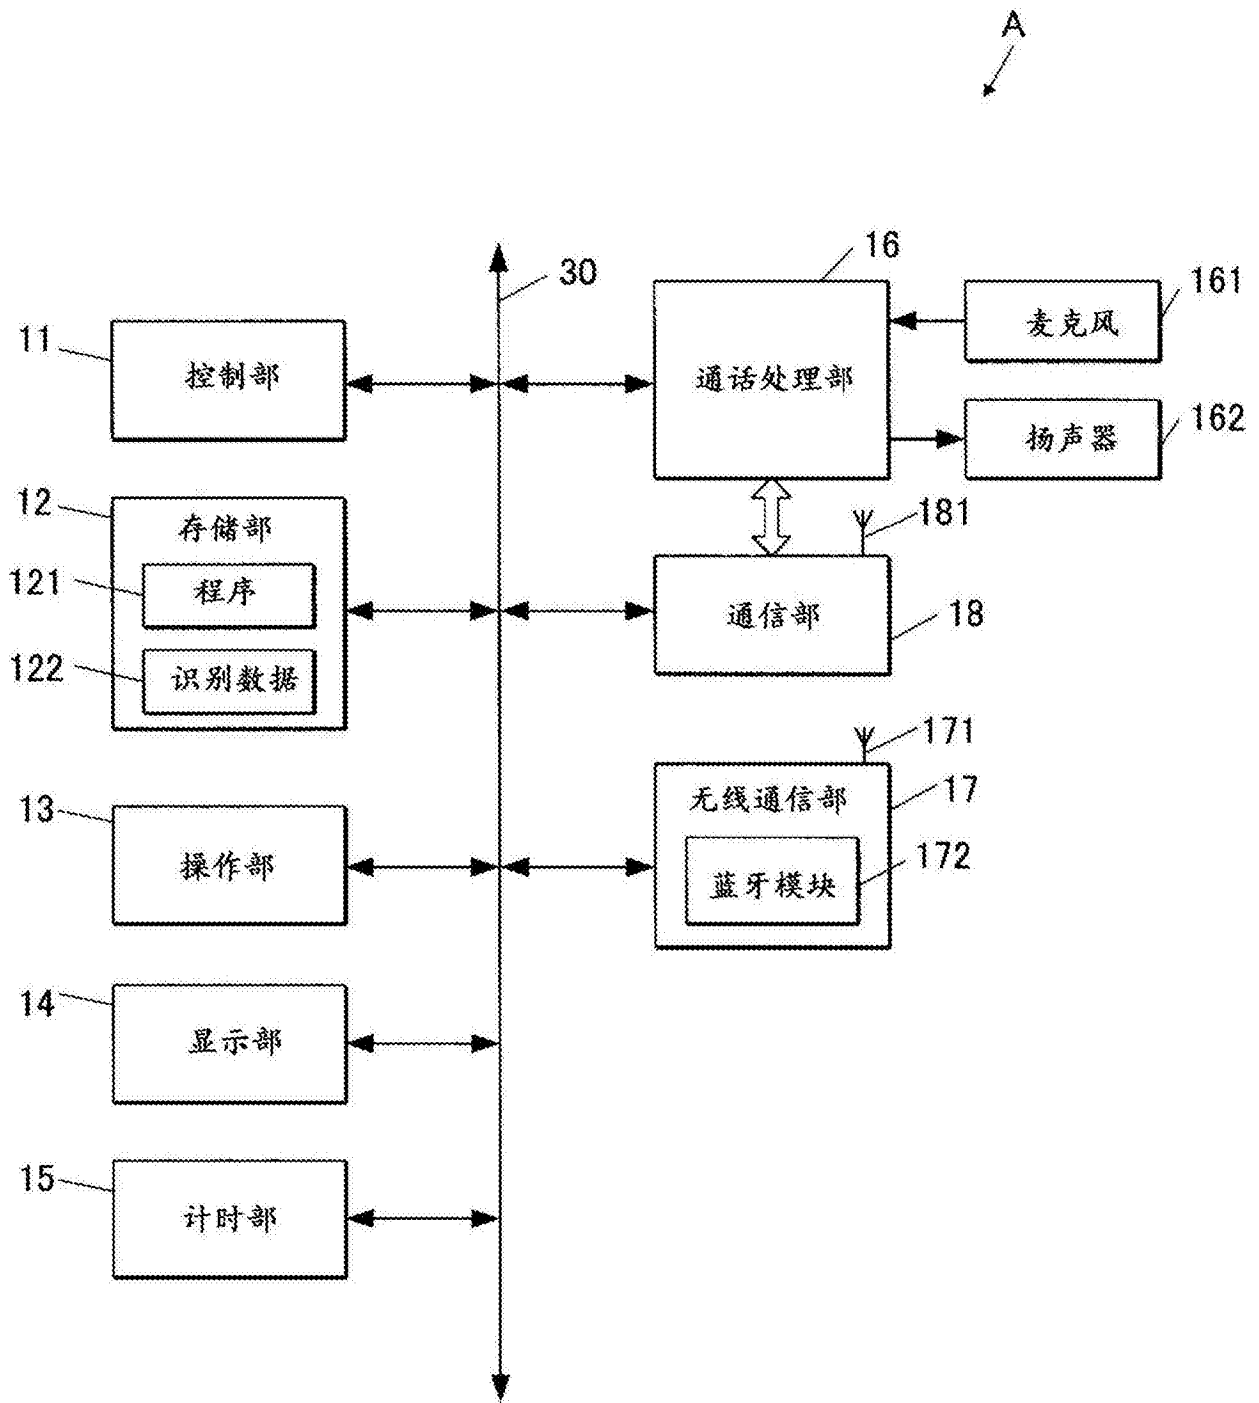 A
30
16
161
麦克风
11
控制部
通话处理部
162
扬声器
12
存储部
181
121
程序
通信部
18
122
识别数据
171
13
无线通信部
17
操作部
172
蓝牙模块
14
显示部
15
计时部